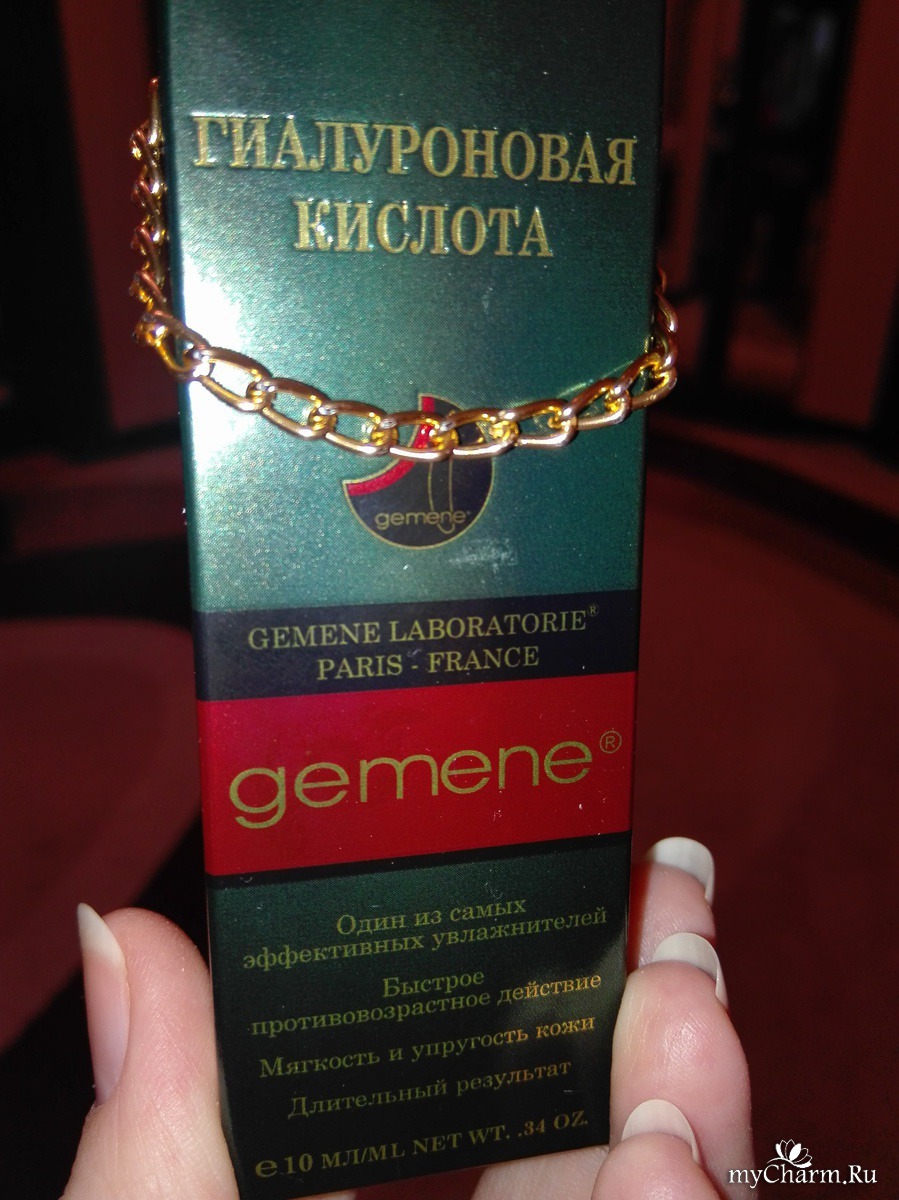 ГИАЛУРОНОВАЯ
КИСЛОТА
gemene®
GEMENE LABORATORIE®
PARIS - FRANCE
gemene®
Один из самых
эффективных увлажнителей
Быстрое
противовозрастное действие
Мягкость и упругость кожи
Длительный результат
e 10 МЛ/ML NET WT. .34 OZ.
myCharm.Ru